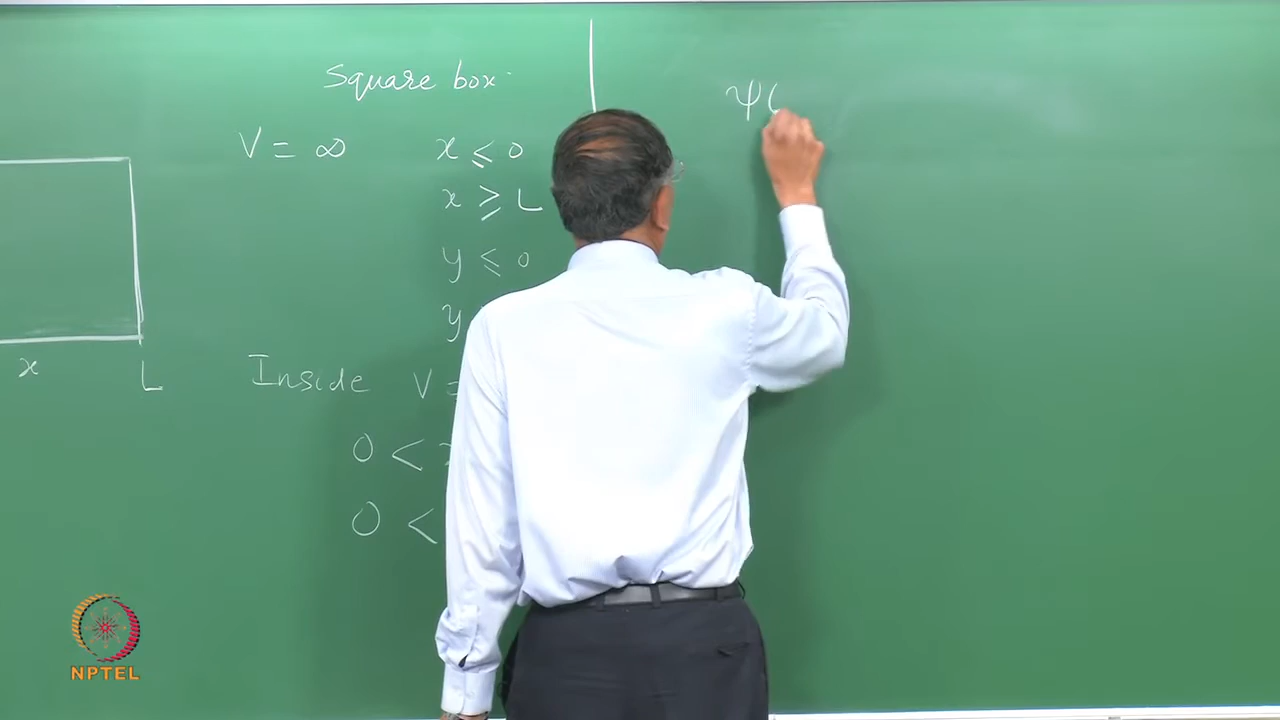 Square box
V = ∞ x ≤ 0
x ≥ L
y ≤ 0
y
x L
Inside V =
0 <
0 <
ψ(
NPTEL